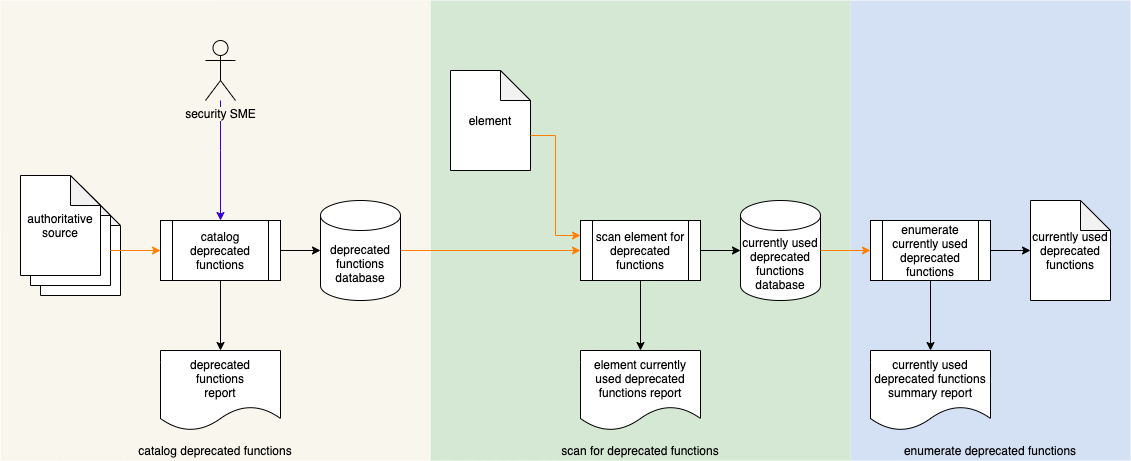 security SME
authoritative
source
catalog
deprecated
functions
deprecated
functions
database
deprecated
functions
report
catalog deprecated functions
element
scan element for
deprecated
functions
currently used
deprecated
functions
database
element currently
used deprecated
functions report
scan for deprecated functions
enumerate
currently used
deprecated
functions
currently used
deprecated
functions
currently used
deprecated functions
summary report
enumerate deprecated functions